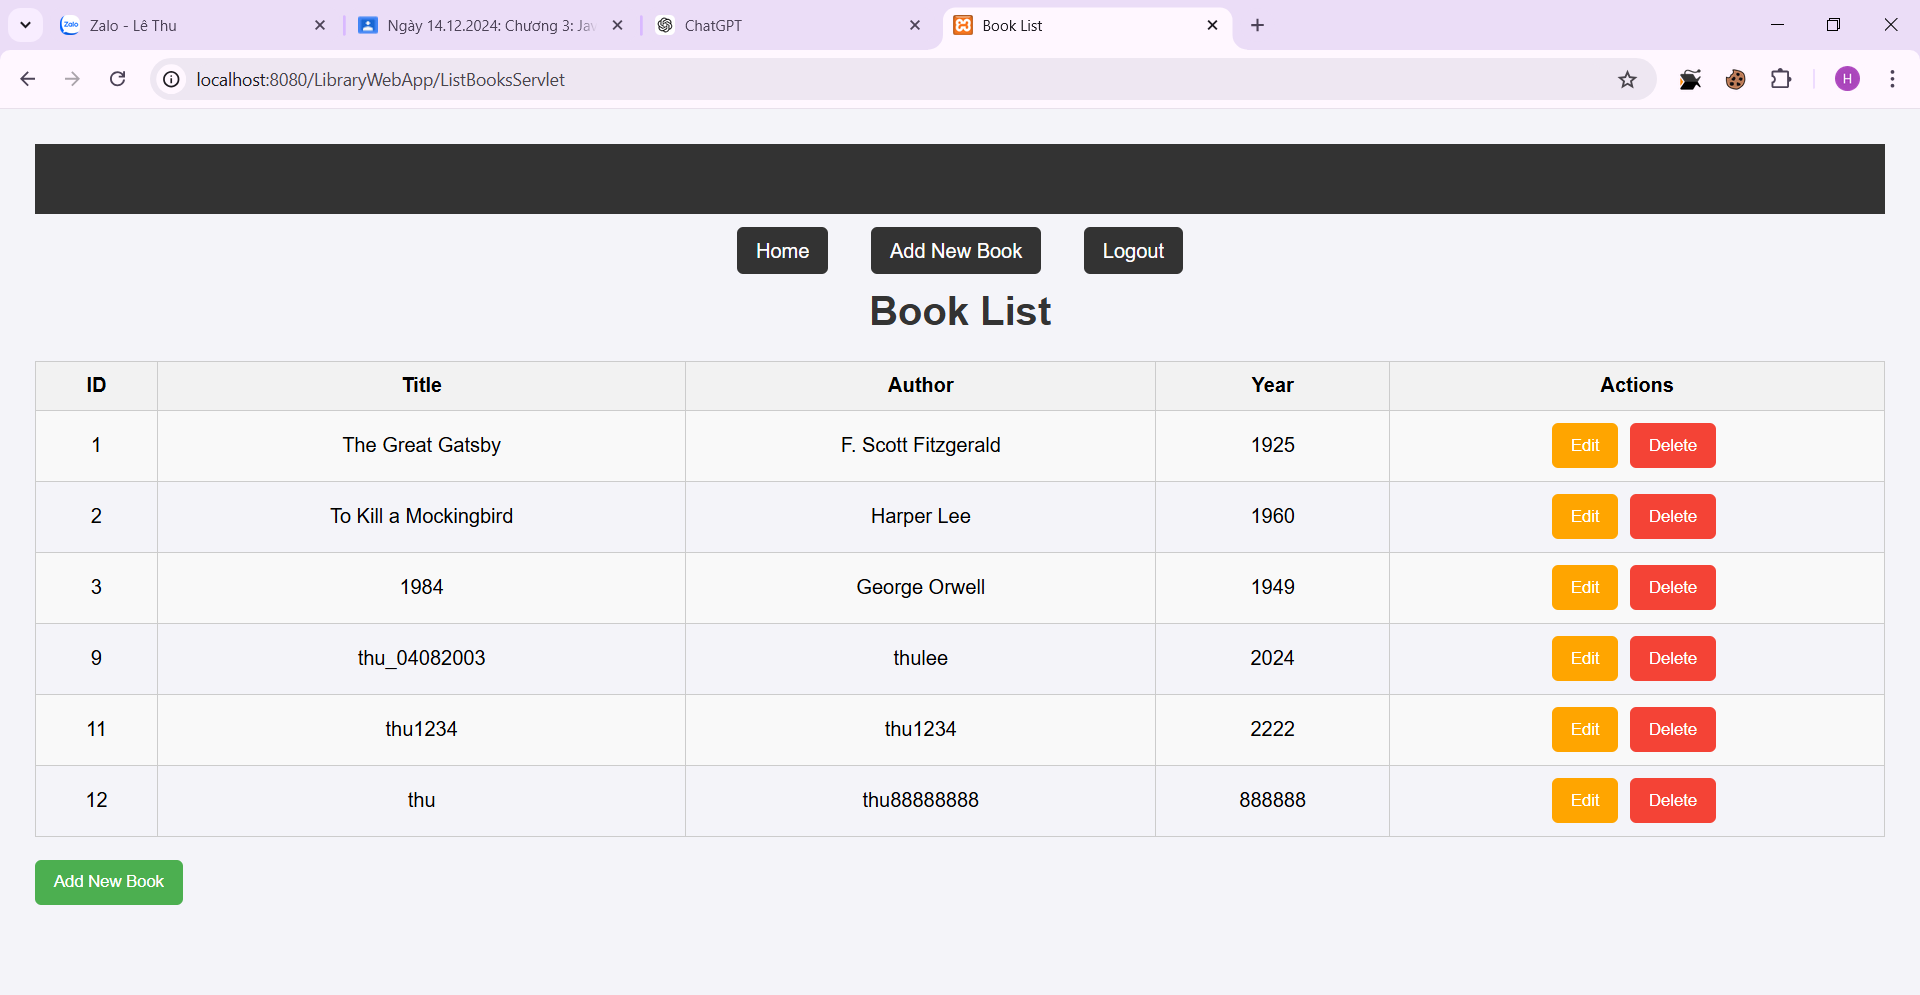 Zalo - Lê Thu
Ngày 14.12.2024: Chương 3: Jav
ChatGPT
Book List
localhost:8080/LibraryWebApp/ListBooksServlet
H
Home Add New Book Logout
Book List
ID Title Author Year Actions
1 The Great Gatsby F. Scott Fitzgerald 1925 Edit Delete
2 To Kill a Mockingbird Harper Lee 1960 Edit Delete
3 1984 George Orwell 1949 Edit Delete
9 thu_04082003 thulee 2024 Edit Delete
11 thu1234 thu1234 2222 Edit Delete
12 thu thu88888888 888888 Edit Delete
Add New Book